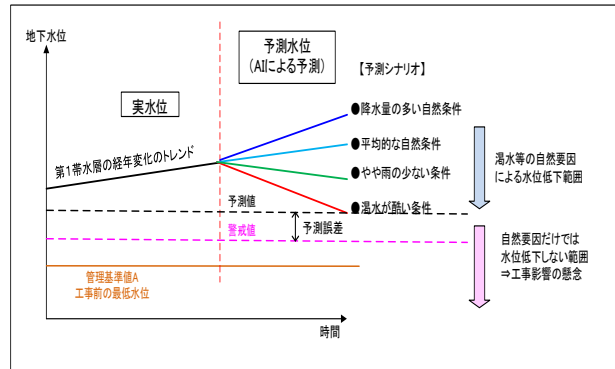 地下水位
予測水位
(AIによる予測)
【予測シナリオ】
実水位
●降水量の多い自然条件
●平均的な自然条件
●やや雨の少ない条件
●渇水が酷い条件
第1帯水層の経年変化のトレンド
渇水等の自然要因
による水位低下範囲
予測値
予測誤差
警戒値
自然要因だけでは
水位低下しない範囲
⇒工事影響の懸念
管理基準値A
工事前の最低水位
時間